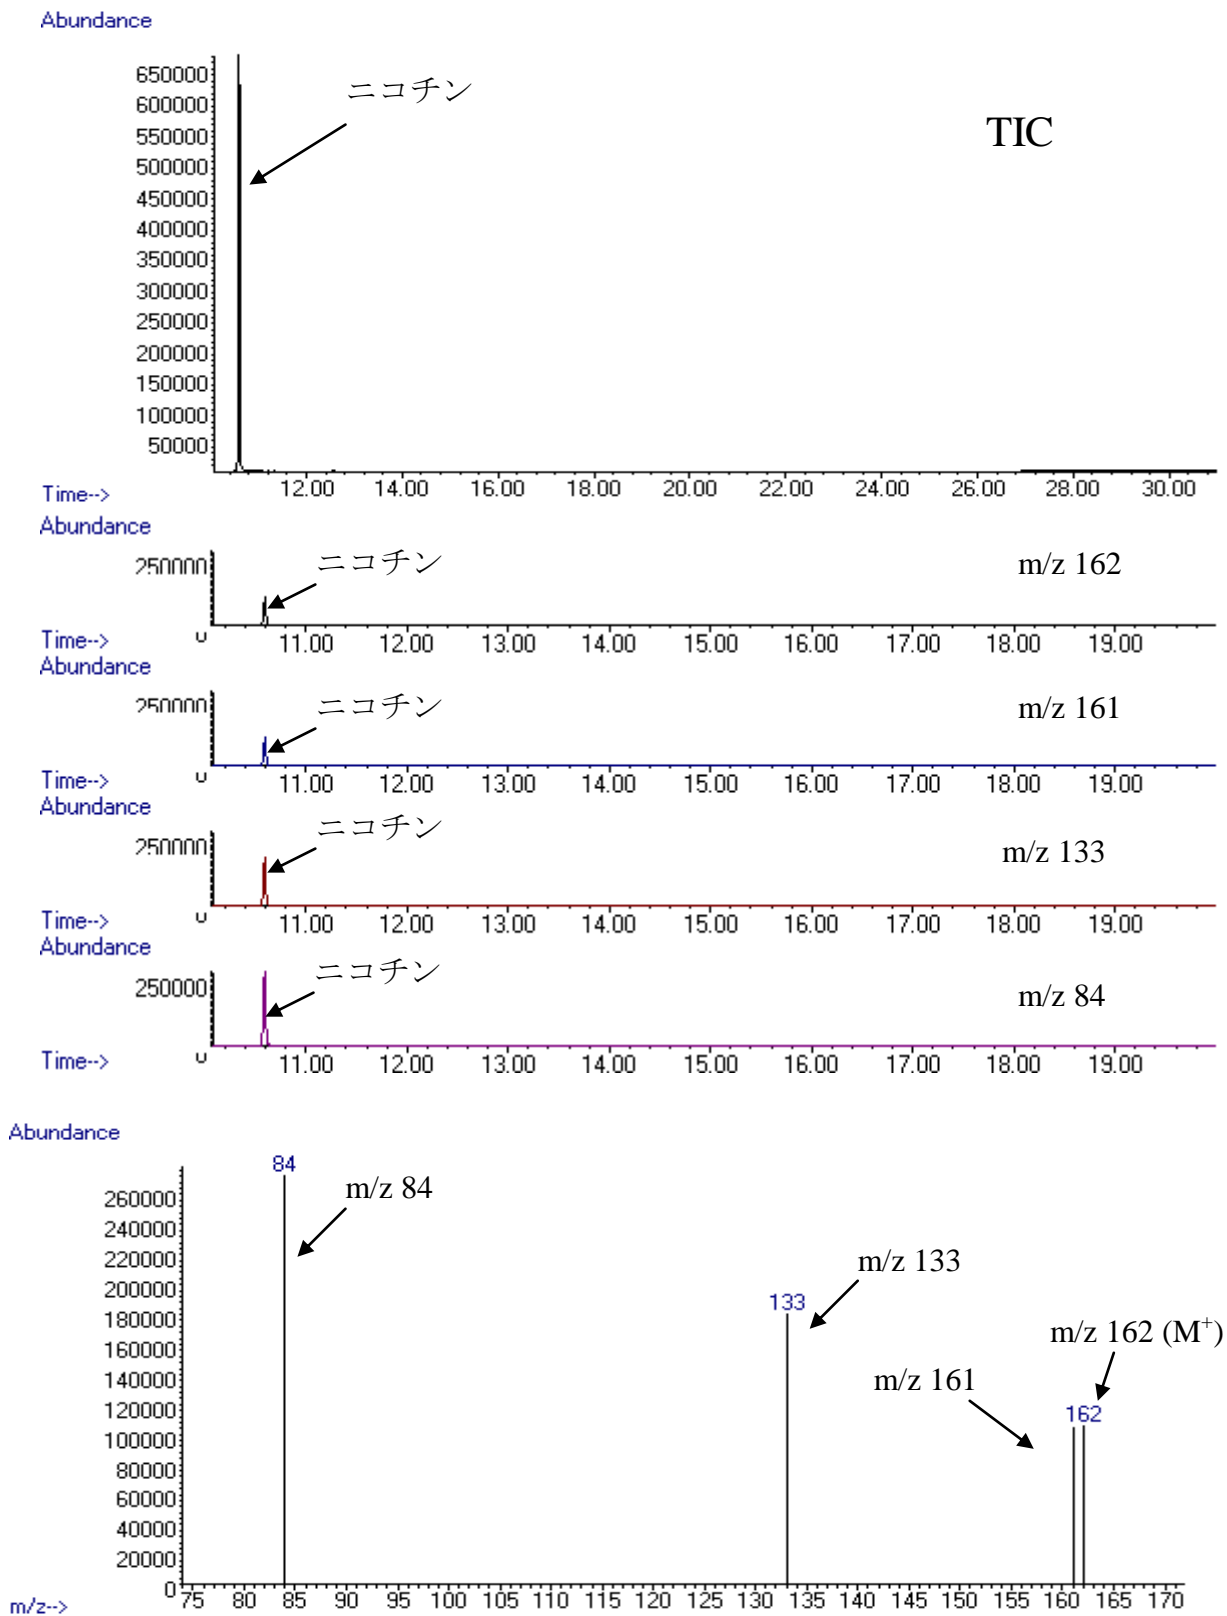 Abundance
650000
600000
ニコチン
TIC
550000
500000
450000
400000
350000
300000
250000
200000
150000
100000
50000
12.00 14.00 16.00 18.00 20.00 22.00 24.00 26.00 28.00 30.00
Time-->
Abundance
250000 ニコチン m/z 162
0
Time--> 11.00 12.00 13.00 14.00 15.00 16.00 17.00 18.00 19.00
Abundance
250000 ニコチン m/z 161
0
Time--> 11.00 12.00 13.00 14.00 15.00 16.00 17.00 18.00 19.00
Abundance
250000 ニコチン m/z 133
0
Time--> 11.00 12.00 13.00 14.00 15.00 16.00 17.00 18.00 19.00
Abundance
250000 ニコチン m/z 84
0
Time--> 11.00 12.00 13.00 14.00 15.00 16.00 17.00 18.00 19.00
Abundance
84
m/z 84
260000
240000
220000
m/z 133
200000
133
180000
m/z 162 (M⁺)
160000
140000
m/z 161
120000
162
100000
80000
60000
40000
20000
0
75 80 85 90 95 100 105 110 115 120 125 130 135 140 145 150 155 160 165 170
m/z-->